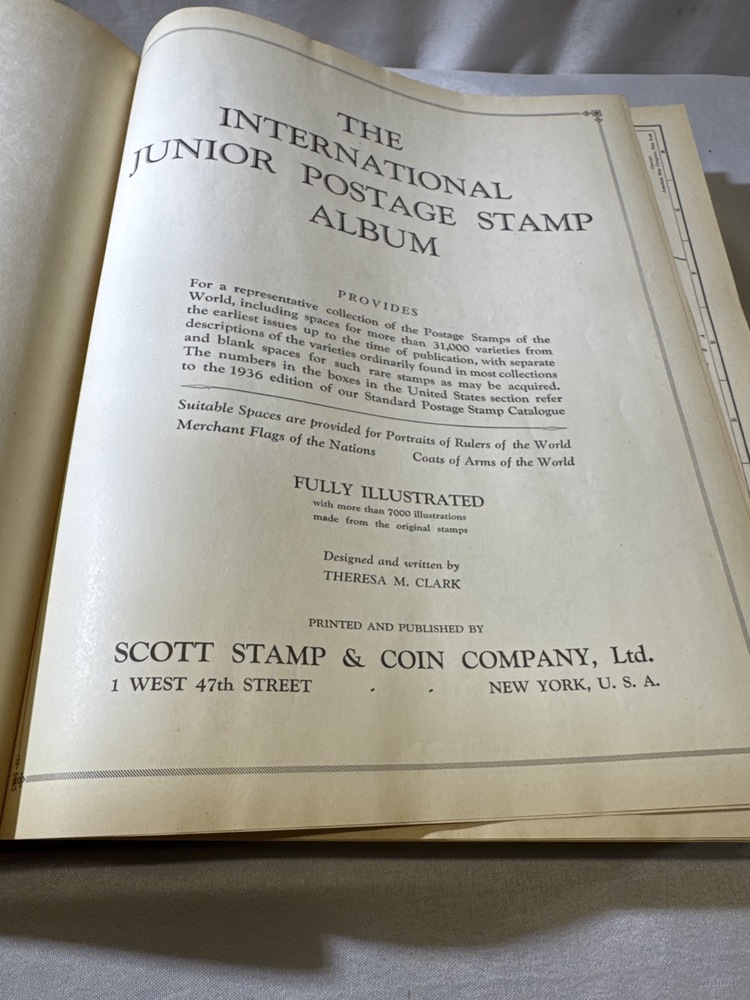 THE
INTERNATIONAL
JUNIOR POSTAGE STAMP
ALBUM
PROVIDES
For a representative collection of the Postage Stamps of the
World, including spaces for more than 31,000 varieties from
the earliest issues up to the time of publication, with separate
descriptions of the varieties ordinarily found in most collections
and blank spaces for such rare stamps as may be acquired.
The numbers in the boxes in the United States section refer
to the 1936 edition of our Standard Postage Stamp Catalogue
Suitable Spaces are provided for Portraits of Rulers of the World
Merchant Flags of the Nations Coats of Arms of the World
FULLY ILLUSTRATED
with more than 7000 illustrations
made from the original stamps
Designed and written by
THERESA M. CLARK
PRINTED AND PUBLISHED BY
SCOTT STAMP & COIN COMPANY, Ltd.
1 WEST 47th STREET . . NEW YORK, U. S. A.